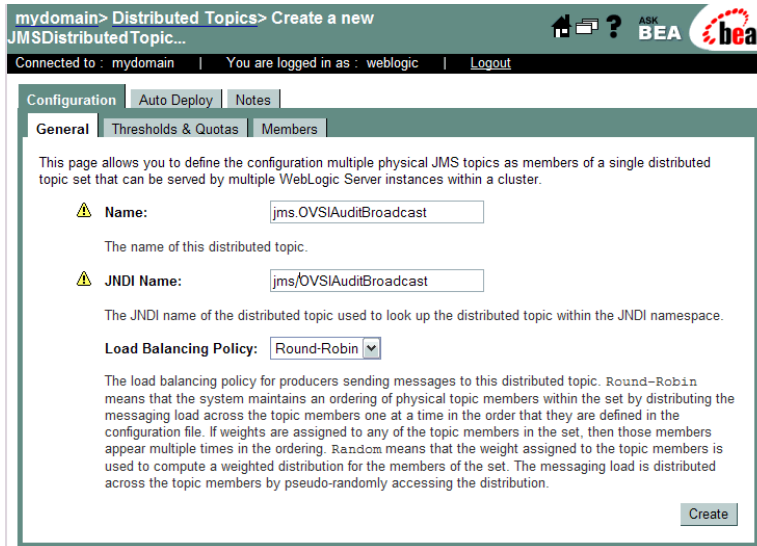 mydomain> Distributed Topics> Create a new
JMSDistributedTopic...
? ASK
BEA
bea
Connected to : mydomain | You are logged in as : weblogic | Logout
Configuration Auto Deploy Notes
General Thresholds & Quotas Members
This page allows you to define the configuration multiple physical JMS topics as members of a single distributed
topic set that can be served by multiple WebLogic Server instances within a cluster.
Name: jms.OVSIAuditBroadcast
The name of this distributed topic.
JNDI Name: jms/OVSIAuditBroadcast
The JNDI name of the distributed topic used to look up the distributed topic within the JNDI namespace.
Load Balancing Policy: Round-Robin
The load balancing policy for producers sending messages to this distributed topic. Round-Robin
means that the system maintains an ordering of physical topic members within the set by distributing the
messaging load across the topic members one at a time in the order that they are defined in the
configuration file. If weights are assigned to any of the topic members in the set, then those members
appear multiple times in the ordering. Random means that the weight assigned to the topic members is
used to compute a weighted distribution for the members of the set. The messaging load is distributed
across the topic members by pseudo-randomly accessing the distribution.
Create